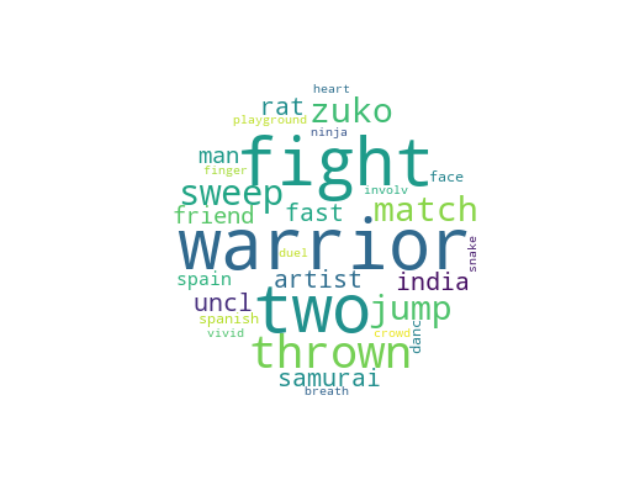 heart
rat zuko
playground
ninja
fight
man
finger
face
sweep involv
friend fast match
warrior
snake
duel
spain artist india
uncl two jump
spanish
vivid crowd danc
thrown
samurai
breath